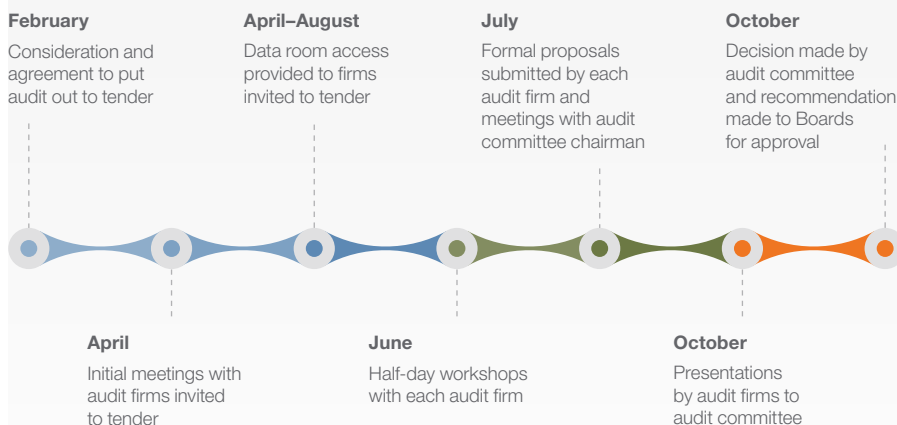 February
Consideration and
agreement to put
audit out to tender
April–August
Data room access
provided to firms
invited to tender
July
Formal proposals
submitted by each
audit firm and
meetings with audit
committee chairman
October
Decision made by
audit committee
and recommendation
made to Boards
for approval
April
Initial meetings with
audit firms invited
to tender
June
Half-day workshops
with each audit firm
October
Presentations
by audit firms to
audit committee